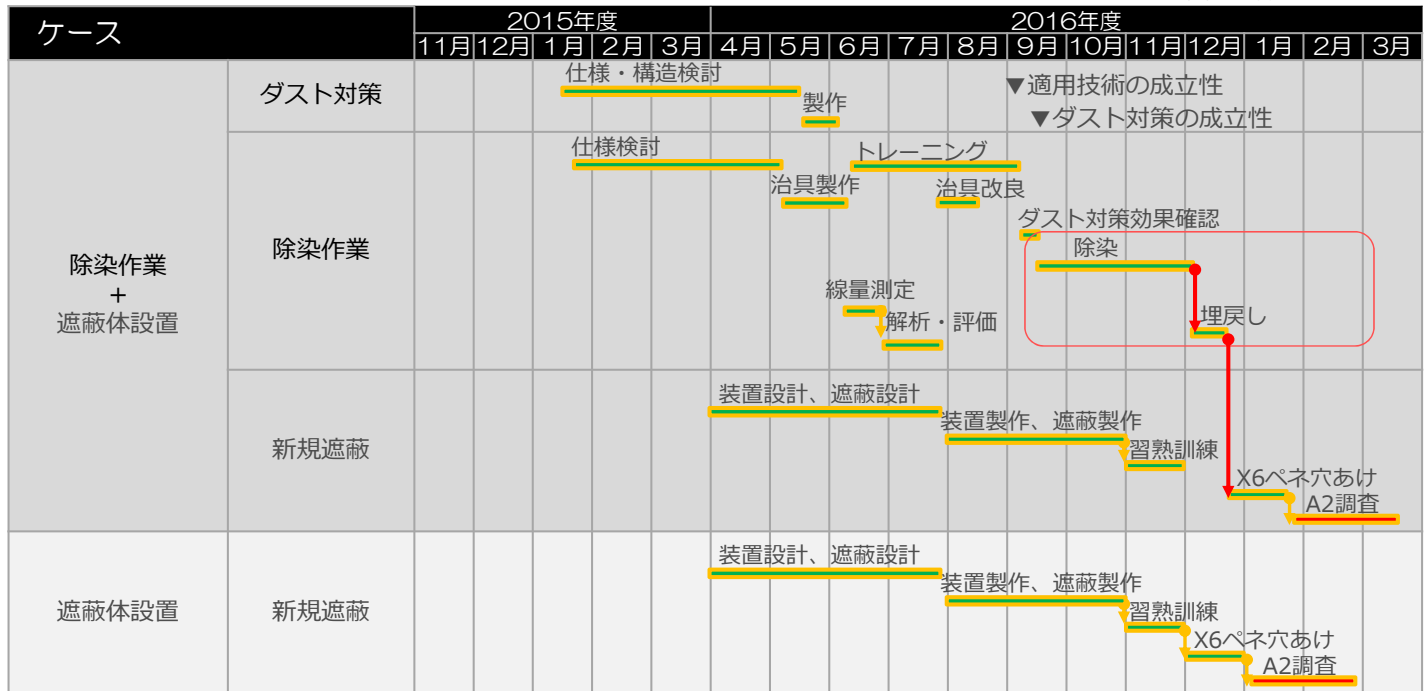 ケース
2015年度
2016年度
11月 12月 1月 2月 3月 4月 5月 6月 7月 8月 9月 10月 11月 12月 1月 2月 3月
除染作業
+
遮蔽体設置
ダスト対策
仕様・構造検討
製作
▼適用技術の成立性
▼ダスト対策の成立性
除染作業
仕様検討
トレーニング
治具製作
治具改良
ダスト対策効果確認
除染
線量測定
解析・評価
埋戻し
新規遮蔽
装置設計、遮蔽設計
装置製作、遮蔽製作
習熟訓練
X6ペネ穴あけ
A2調査
遮蔽体設置
新規遮蔽
装置設計、遮蔽設計
装置製作、遮蔽製作
習熟訓練
X6ペネ穴あけ
A2調査